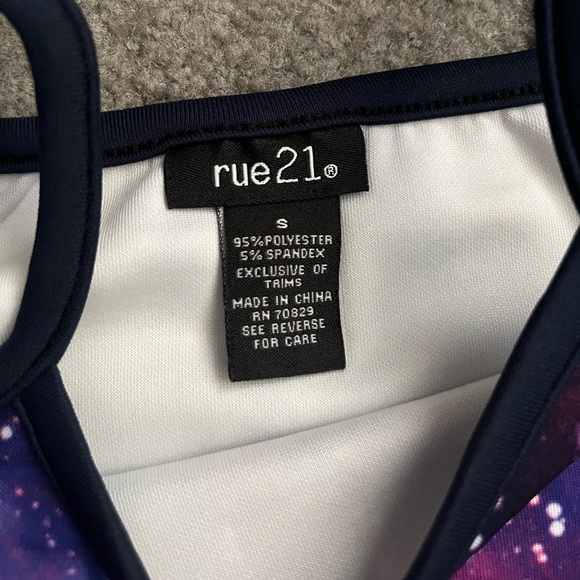 rue21®
S
95%POLYESTER
5% SPANDEX
EXCLUSIVE OF
TRIMS
MADE IN CHINA
RN 70829
SEE REVERSE
FOR CARE